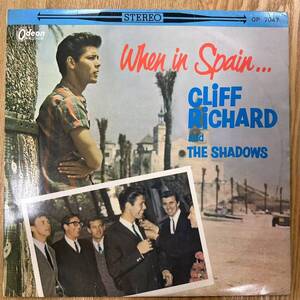 Odeon
STEREO
OP 7047
When in Spain...
CLIFF
RICHARD
and
THE SHADOWS